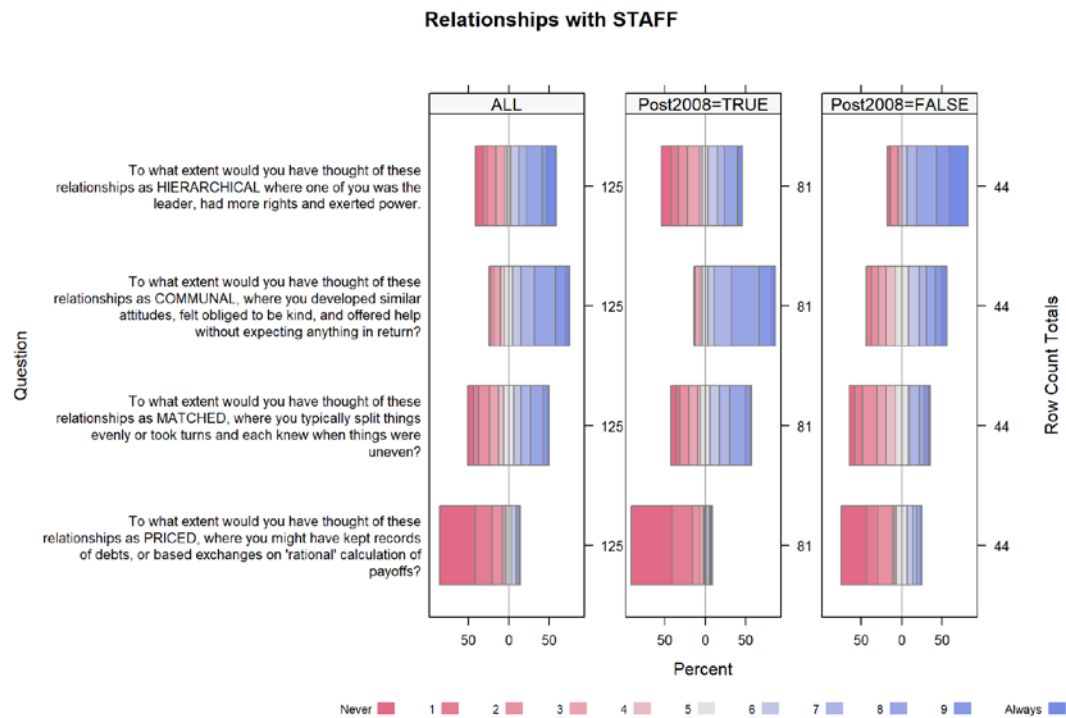 Relationships with STAFF
ALL
Post2008=TRUE
Post2008=FALSE
Question
To what extent would you have thought of these
relationships as HIERARCHICAL where one of you was the
leader, had more rights and exerted power.
125
81
44
To what extent would you have thought of these
relationships as COMMUNAL, where you developed similar
attitudes, felt obliged to be kind, and offered help
without expecting anything in return?
125
81
44
To what extent would you have thought of these
relationships as MATCHED, where you typically split things
evenly or took turns and each knew when things were
uneven?
125
81
44
To what extent would you have thought of these
relationships as PRICED, where you might have kept records
of debts, or based exchanges on 'rational' calculation of
payoffs?
125
81
44
Row Count Totals
50 0 50
50 0 50
50 0 50
Percent
Never 1 2 3 4 5 6 7 8 9 Always